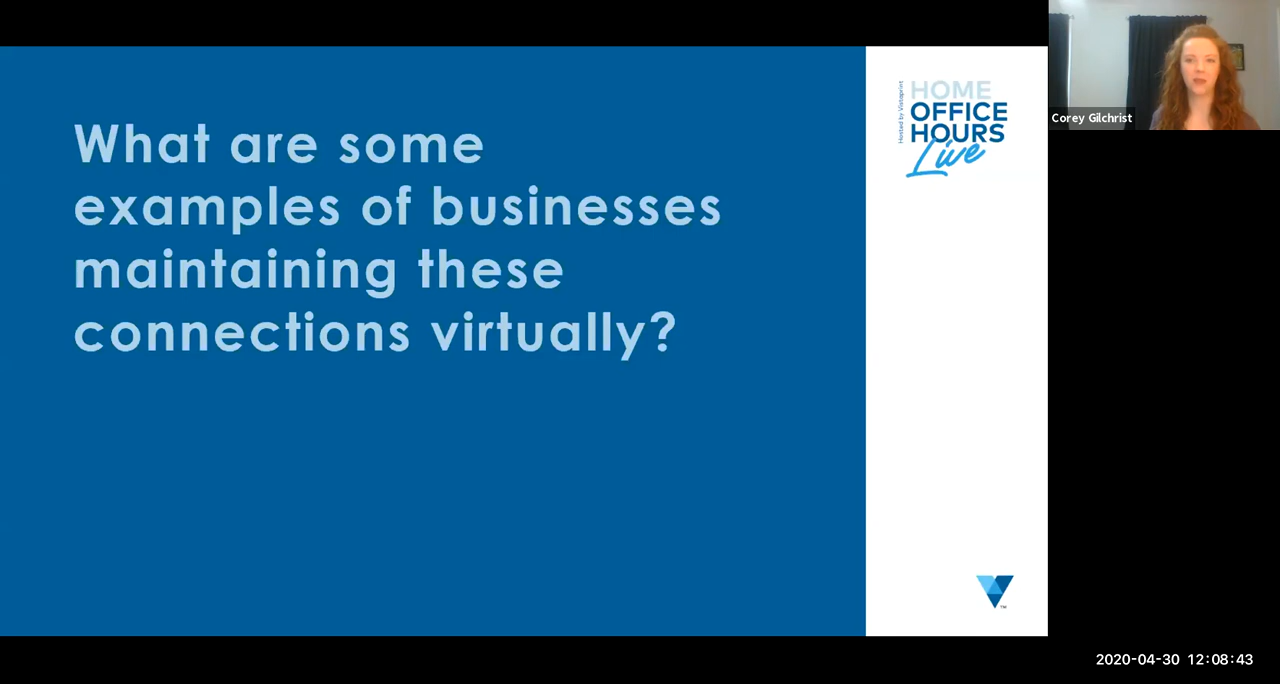 What are some
examples of businesses
maintaining these
connections virtually?
Hosted by Vistaprint
HOME
OFFICE
HOURS
Live
TM
Corey Gilchrist
2020-04-30 12:08:43